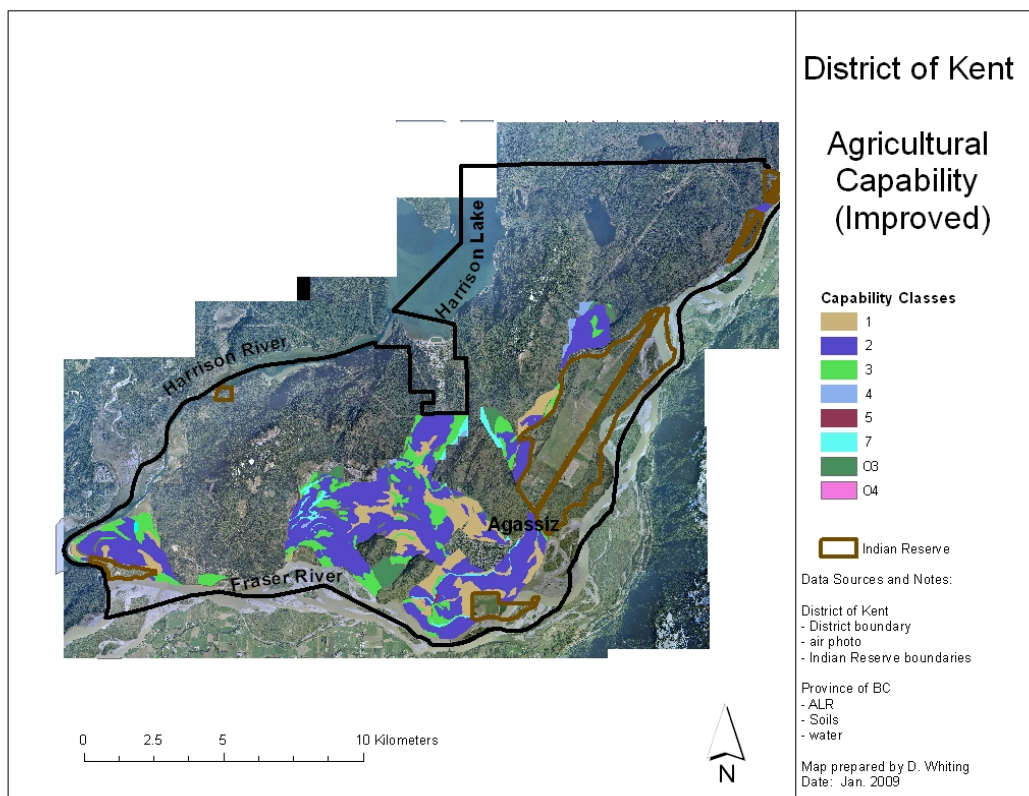 District of Kent
Agricultural
Capability
(Improved)
Harrison Lake
Harrison River
Agassiz
Fraser River
Capability Classes
1
2
3
4
5
7
O3
O4
Indian Reserve
Data Sources and Notes:
District of Kent
- District boundary
- air photo
- Indian Reserve boundaries
Province of BC
- ALR
- Soils
- water
Map prepared by D. Whiting
Date: Jan. 2009
0 2.5 5 10 Kilometers
N